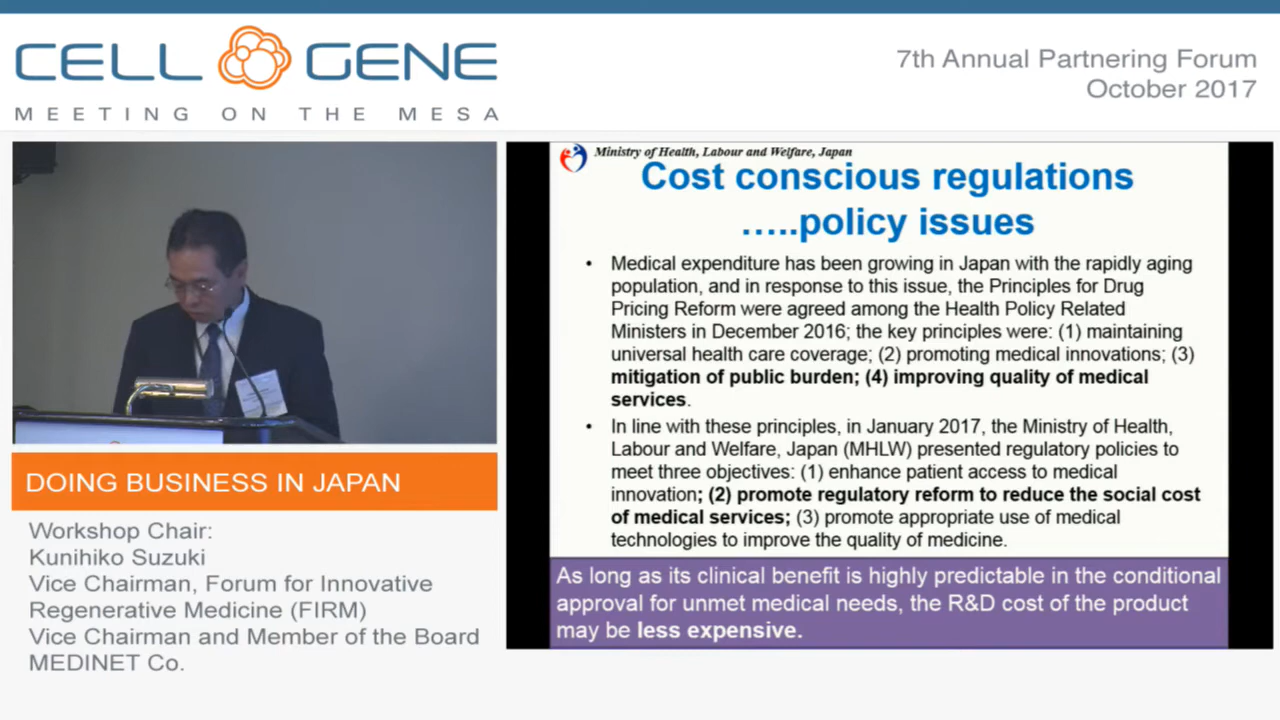 CELL GENE
MEETING ON THE MESA
7th Annual Partnering Forum
October 2017
Ministry of Health, Labour and Welfare, Japan
Cost conscious regulations
…..policy issues
• Medical expenditure has been growing in Japan with the rapidly aging
population, and in response to this issue, the Principles for Drug
Pricing Reform were agreed among the Health Policy Related
Ministers in December 2016; the key principles were: (1) maintaining
universal health care coverage; (2) promoting medical innovations; (3)
mitigation of public burden; (4) improving quality of medical
services.
• In line with these principles, in January 2017, the Ministry of Health,
Labour and Welfare, Japan (MHLW) presented regulatory policies to
meet three objectives: (1) enhance patient access to medical
innovation; (2) promote regulatory reform to reduce the social cost
of medical services; (3) promote appropriate use of medical
technologies to improve the quality of medicine.
As long as its clinical benefit is highly predictable in the conditional
approval for unmet medical needs, the R&D cost of the product
may be less expensive.
DOING BUSINESS IN JAPAN
Workshop Chair:
Kunihiko Suzuki
Vice Chairman, Forum for Innovative
Regenerative Medicine (FIRM)
Vice Chairman and Member of the Board
MEDINET Co.